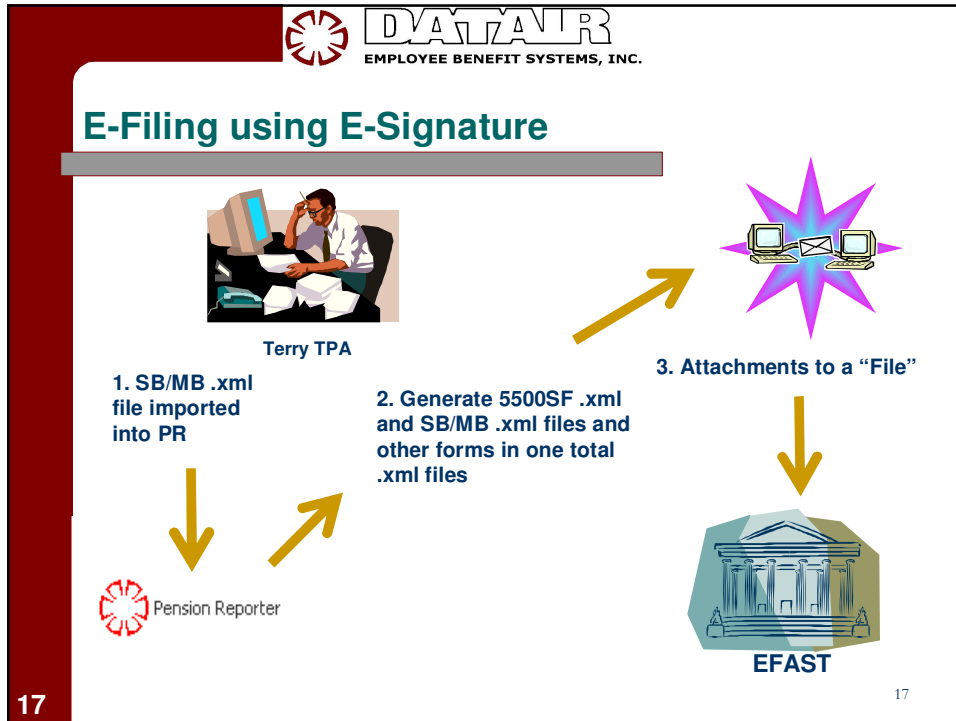 DATAIR
EMPLOYEE BENEFIT SYSTEMS, INC.
E-Filing using E-Signature
Terry TPA
1. SB/MB .xml
file imported
into PR
Pension Reporter
2. Generate 5500SF .xml
and SB/MB .xml files and
other forms in one total
.xml files
3. Attachments to a “File”
EFAST
17
17